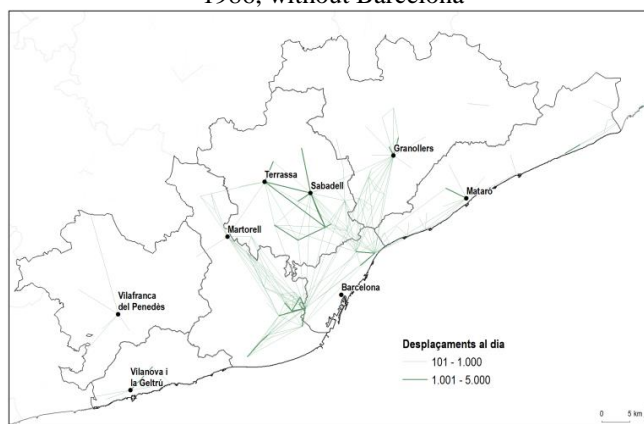 1986, without Barcelona
Granollers
Terrassa
Sabadell
Mataró
Martorell
Barcelona
Vilafranca
del Penedès
Desplaçaments al dia
101 - 1.000
1.001 - 5.000
Vilanova i
la Geltrú
0 5 km